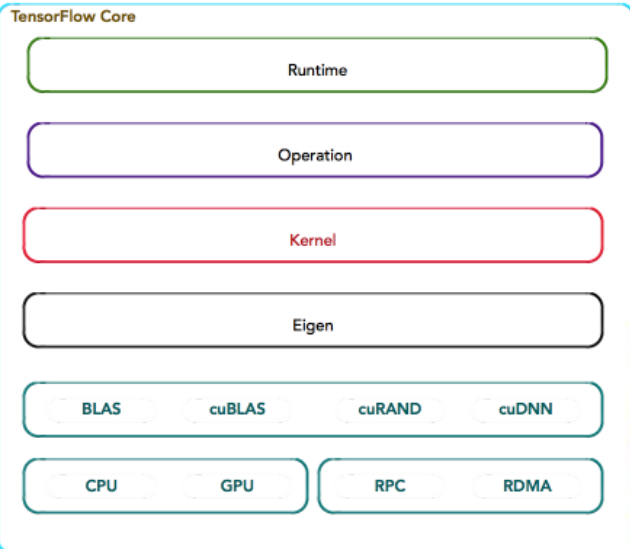 TensorFlow Core
Runtime
Operation
Kernel
Eigen
BLAS cuBLAS cuRAND cuDNN
CPU GPU RPC RDMA